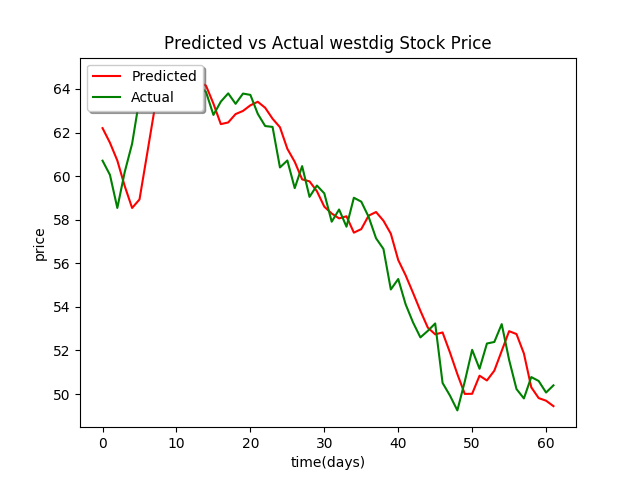 Predicted vs Actual westdig Stock Price
Predicted
Actual
64
62
60
58
56
54
52
50
price
0 10 20 30 40 50 60
time(days)